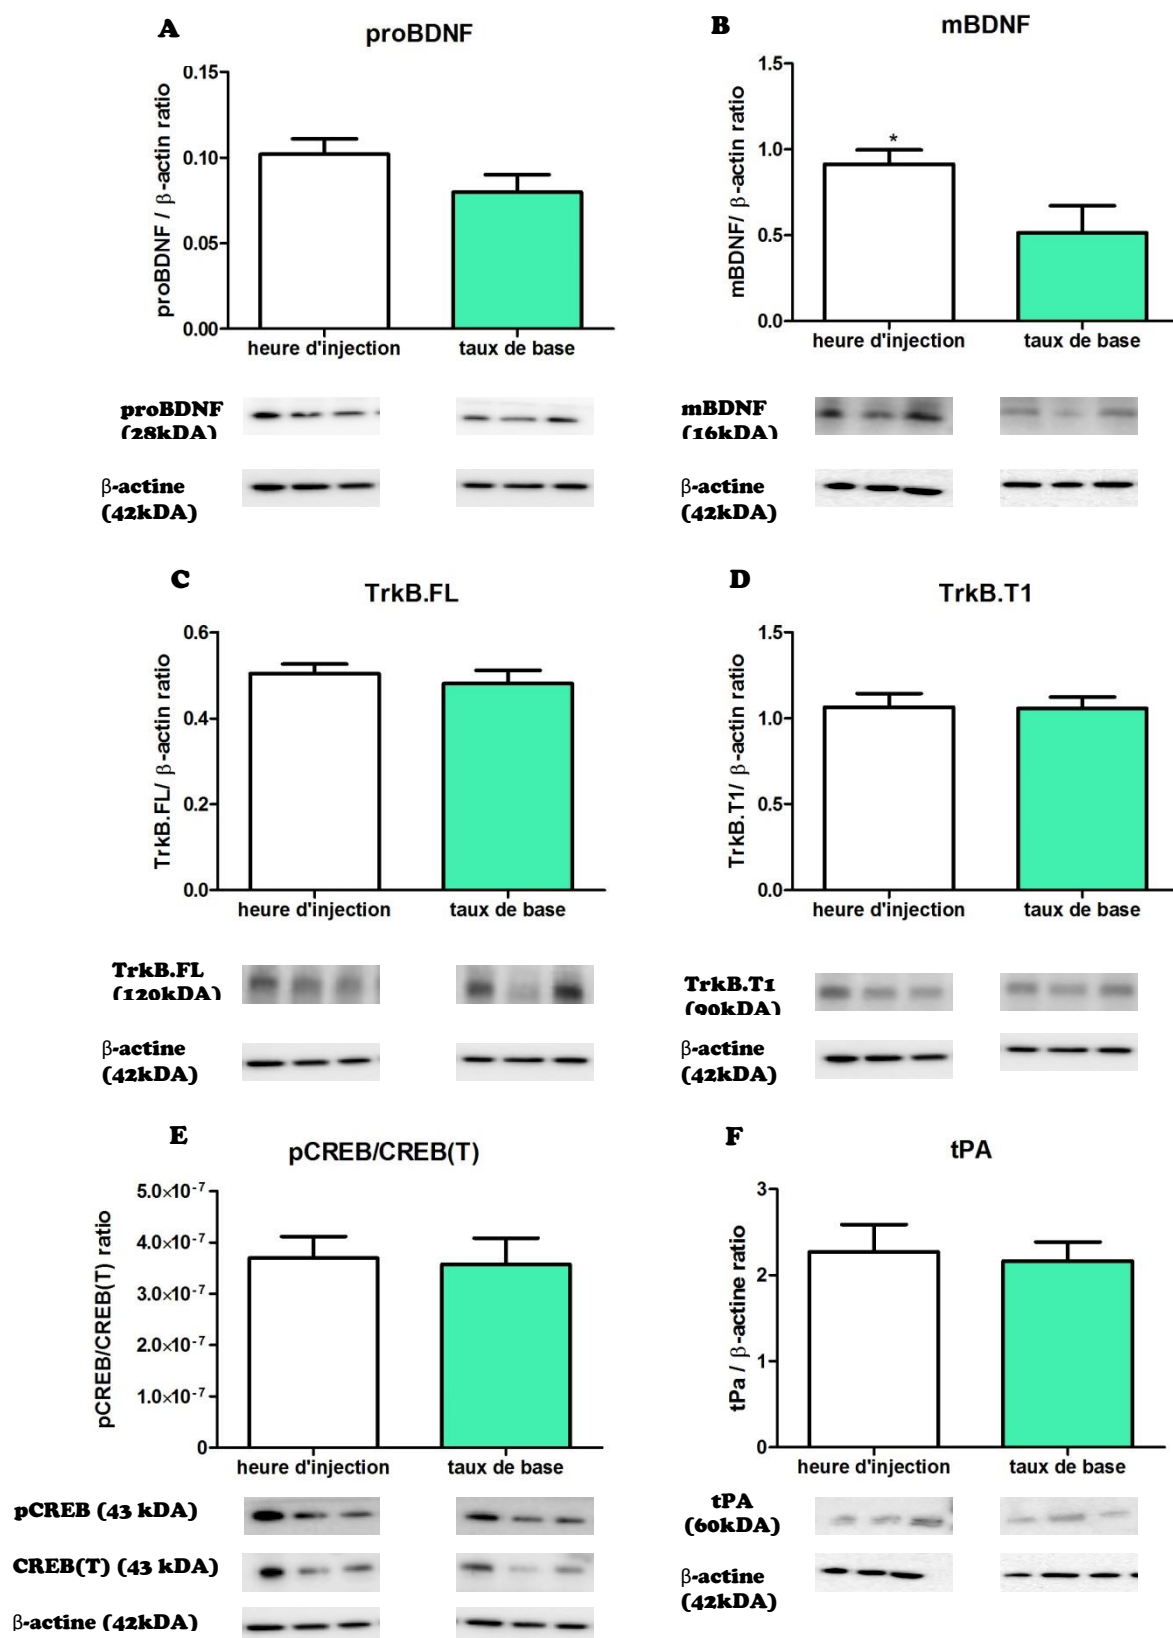 A
proBDNF
proBDNF / β-actin ratio
0.15
0.10
0.05
0.00
heure d'injection
taux de base
proBDNF
(28kDA)
β-actine
(42kDA)
B
mBDNF
mBDNF/ β-actin ratio
1.5
1.0
0.5
0.0
*
heure d'injection
taux de base
mBDNF
(16kDA)
β-actine
(42kDA)
C
TrkB.FL
TrkB.FL/ β-actin ratio
0.6
0.4
0.2
0.0
heure d'injection
taux de base
TrkB.FL
(120kDA)
β-actine
(42kDA)
D
TrkB.T1
TrkB.T1/ β-actin ratio
1.5
1.0
0.5
0.0
heure d'injection
taux de base
TrkB.T1
(90kDA)
β-actine
(42kDA)
E
pCREB/CREB(T)
pCREB/CREB(T) ratio
5.0×10⁻⁷
4.0×10⁻⁷
3.0×10⁻⁷
2.0×10⁻⁷
1.0×10⁻⁷
0
heure d'injection
taux de base
pCREB (43 kDA)
CREB(T) (43 kDA)
β-actine (42kDA)
F
tPA
tPa / β-actine ratio
3
2
1
0
heure d'injection
taux de base
tPA
(60kDA)
β-actine
(42kDA)